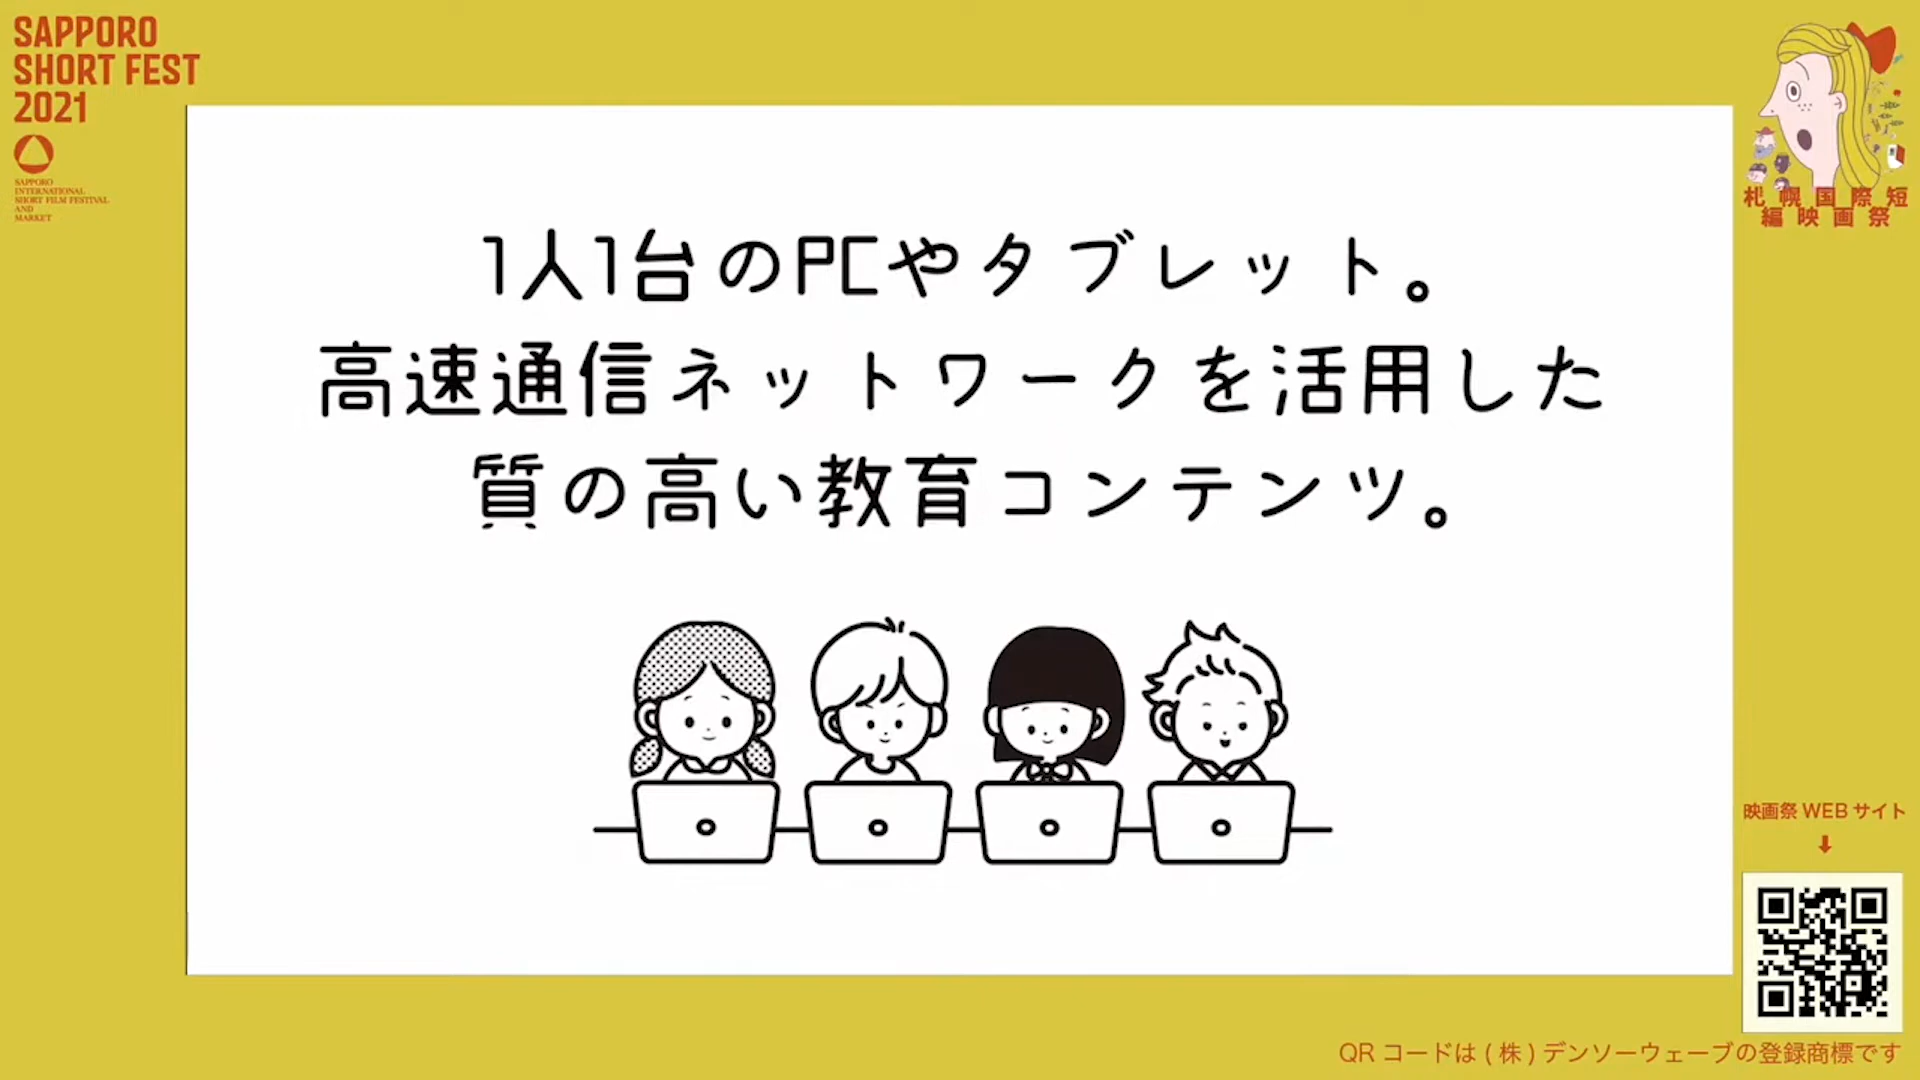 SAPPORO
SHORT FEST
2021
SAPPORO
INTERNATIONAL
SHORT FILM FESTIVAL
AND
MARKET
札幌国際短
編映画祭
1人1台のPCやタブレット。
高速通信ネットワークを活用した
質の高い教育コンテンツ。
映画祭 WEB サイト
QR コードは ( 株 ) デンソーウェーブの登録商標です